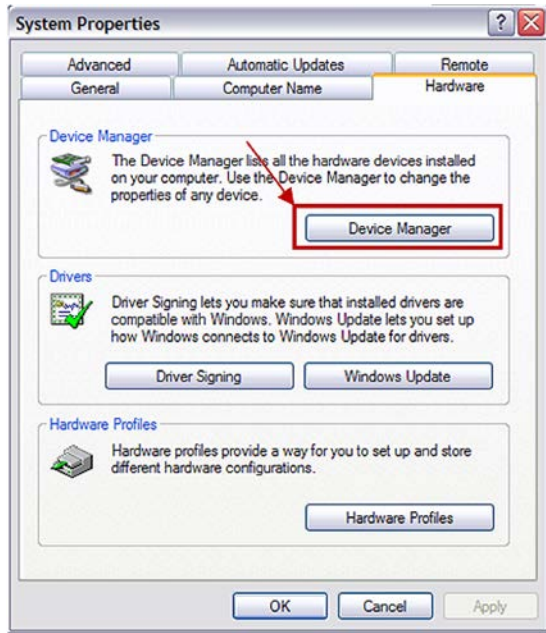 System Properties
Advanced
Automatic Updates
Remote
General
Computer Name
Hardware
Device Manager
The Device Manager lists all the hardware devices installed
on your computer. Use the Device Manager to change the
properties of any device.
Device Manager
Drivers
Driver Signing lets you make sure that installed drivers are
compatible with Windows. Windows Update lets you set up
how Windows connects to Windows Update for drivers.
Driver Signing
Windows Update
Hardware Profiles
Hardware profiles provide a way for you to set up and store
different hardware configurations.
Hardware Profiles
OK
Cancel
Apply